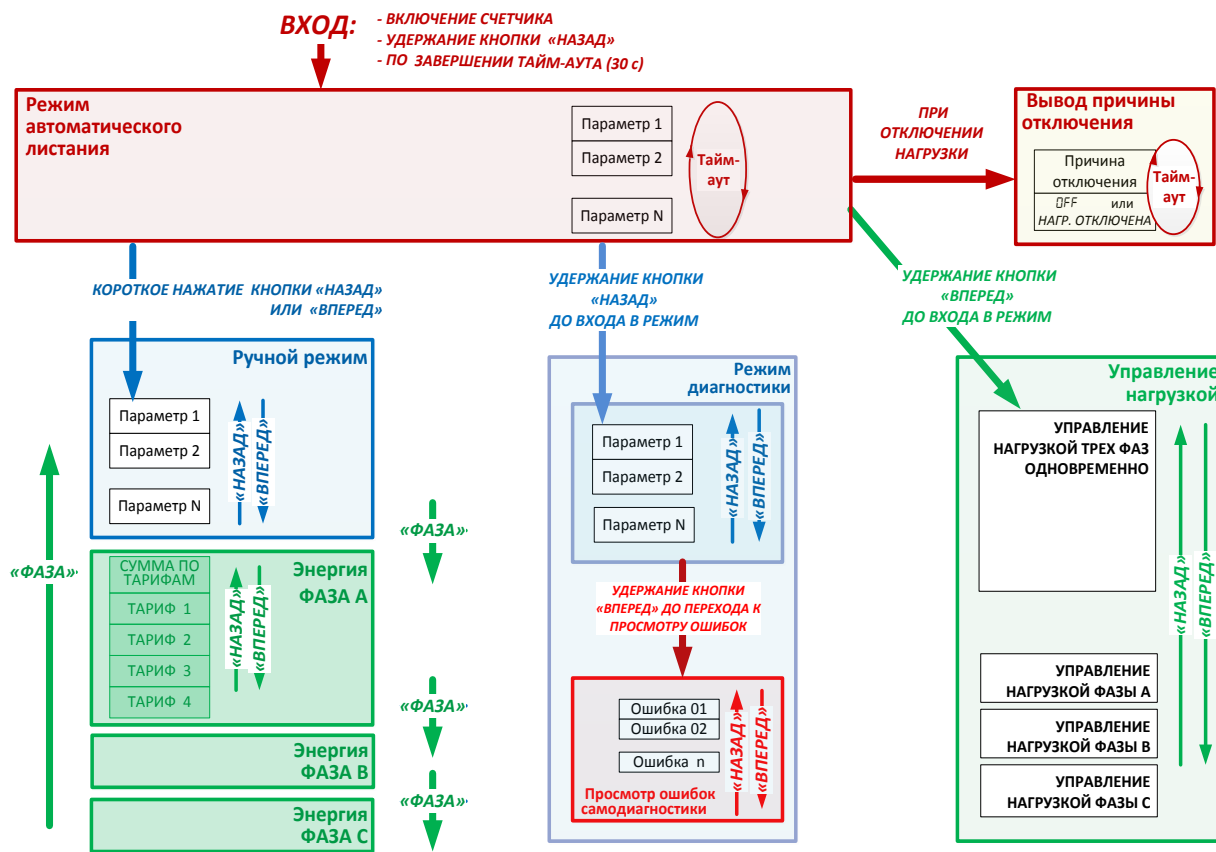 ВХОД:
- ВКЛЮЧЕНИЕ СЧЕТЧИКА
- УДЕРЖАНИЕ КНОПКИ «НАЗАД»
- ПО ЗАВЕРШЕНИИ ТАЙМ-АУТА (30 с)
Режим
автоматического
листания
Параметр 1
Параметр 2
Параметр N
Тайм-
аут
ПРИ
ОТКЛЮЧЕНИИ
НАГРУЗКИ
Вывод причины
отключения
Причина
отключения
OFF или
НАГР. ОТКЛЮЧЕНА
Тайм-
аут
КОРОТКОЕ НАЖАТИЕ КНОПКИ «НАЗАД»
ИЛИ «ВПЕРЕД»
УДЕРЖАНИЕ КНОПКИ
«НАЗАД»
ДО ВХОДА В РЕЖИМ
УДЕРЖАНИЕ КНОПКИ
«ВПЕРЕД»
ДО ВХОДА В РЕЖИМ
Ручной режим
Параметр 1
Параметр 2
Параметр N
«НАЗАД»
«ВПЕРЕД»
«ФАЗА»
«ФАЗА»
Энергия
ФАЗА А
СУММА ПО
ТАРИФАМ
ТАРИФ 1
ТАРИФ 2
ТАРИФ 3
ТАРИФ 4
«НАЗАД»
«ВПЕРЕД»
«ФАЗА»
Энергия
ФАЗА В
«ФАЗА»
Энергия
ФАЗА С
Режим
диагностики
Параметр 1
Параметр 2
Параметр N
«НАЗАД»
«ВПЕРЕД»
УДЕРЖАНИЕ КНОПКИ
«ВПЕРЕД» ДО ПЕРЕХОДА К
ПРОСМОТРУ ОШИБОК
Ошибка 01
Ошибка 02
Ошибка n
«НАЗАД»
«ВПЕРЕД»
Просмотр ошибок
самодиагностики
Управление
нагрузкой
УПРАВЛЕНИЕ
НАГРУЗКОЙ ТРЕХ ФАЗ
ОДНОВРЕМЕННО
«НАЗАД»
«ВПЕРЕД»
УПРАВЛЕНИЕ
НАГРУЗКОЙ ФАЗЫ А
УПРАВЛЕНИЕ
НАГРУЗКОЙ ФАЗЫ В
УПРАВЛЕНИЕ
НАГРУЗКОЙ ФАЗЫ С